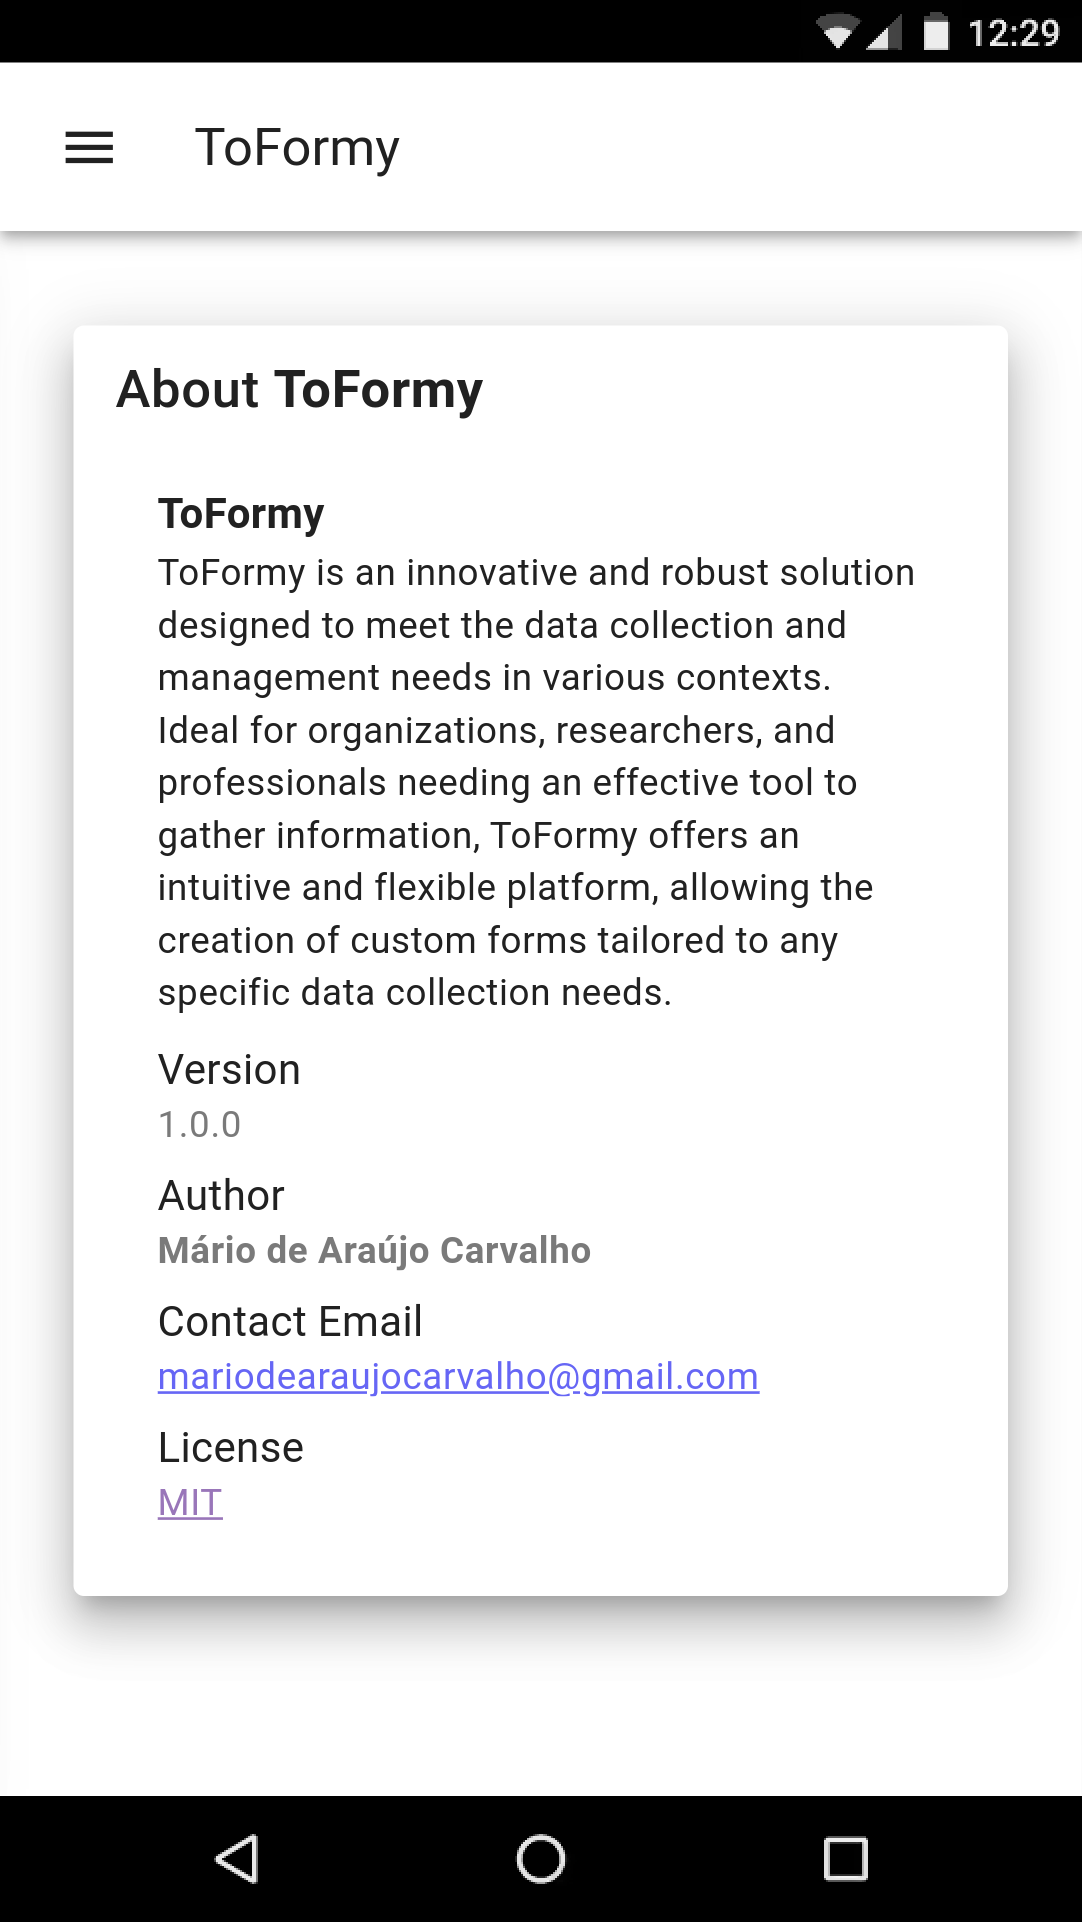 12:29
ToFormy
About ToFormy
ToFormy
ToFormy is an innovative and robust solution
designed to meet the data collection and
management needs in various contexts.
Ideal for organizations, researchers, and
professionals needing an effective tool to
gather information, ToFormy offers an
intuitive and flexible platform, allowing the
creation of custom forms tailored to any
specific data collection needs.
Version
1.0.0
Author
Mário de Araújo Carvalho
Contact Email
mariodearaujocarvalho@gmail.com
License
MIT